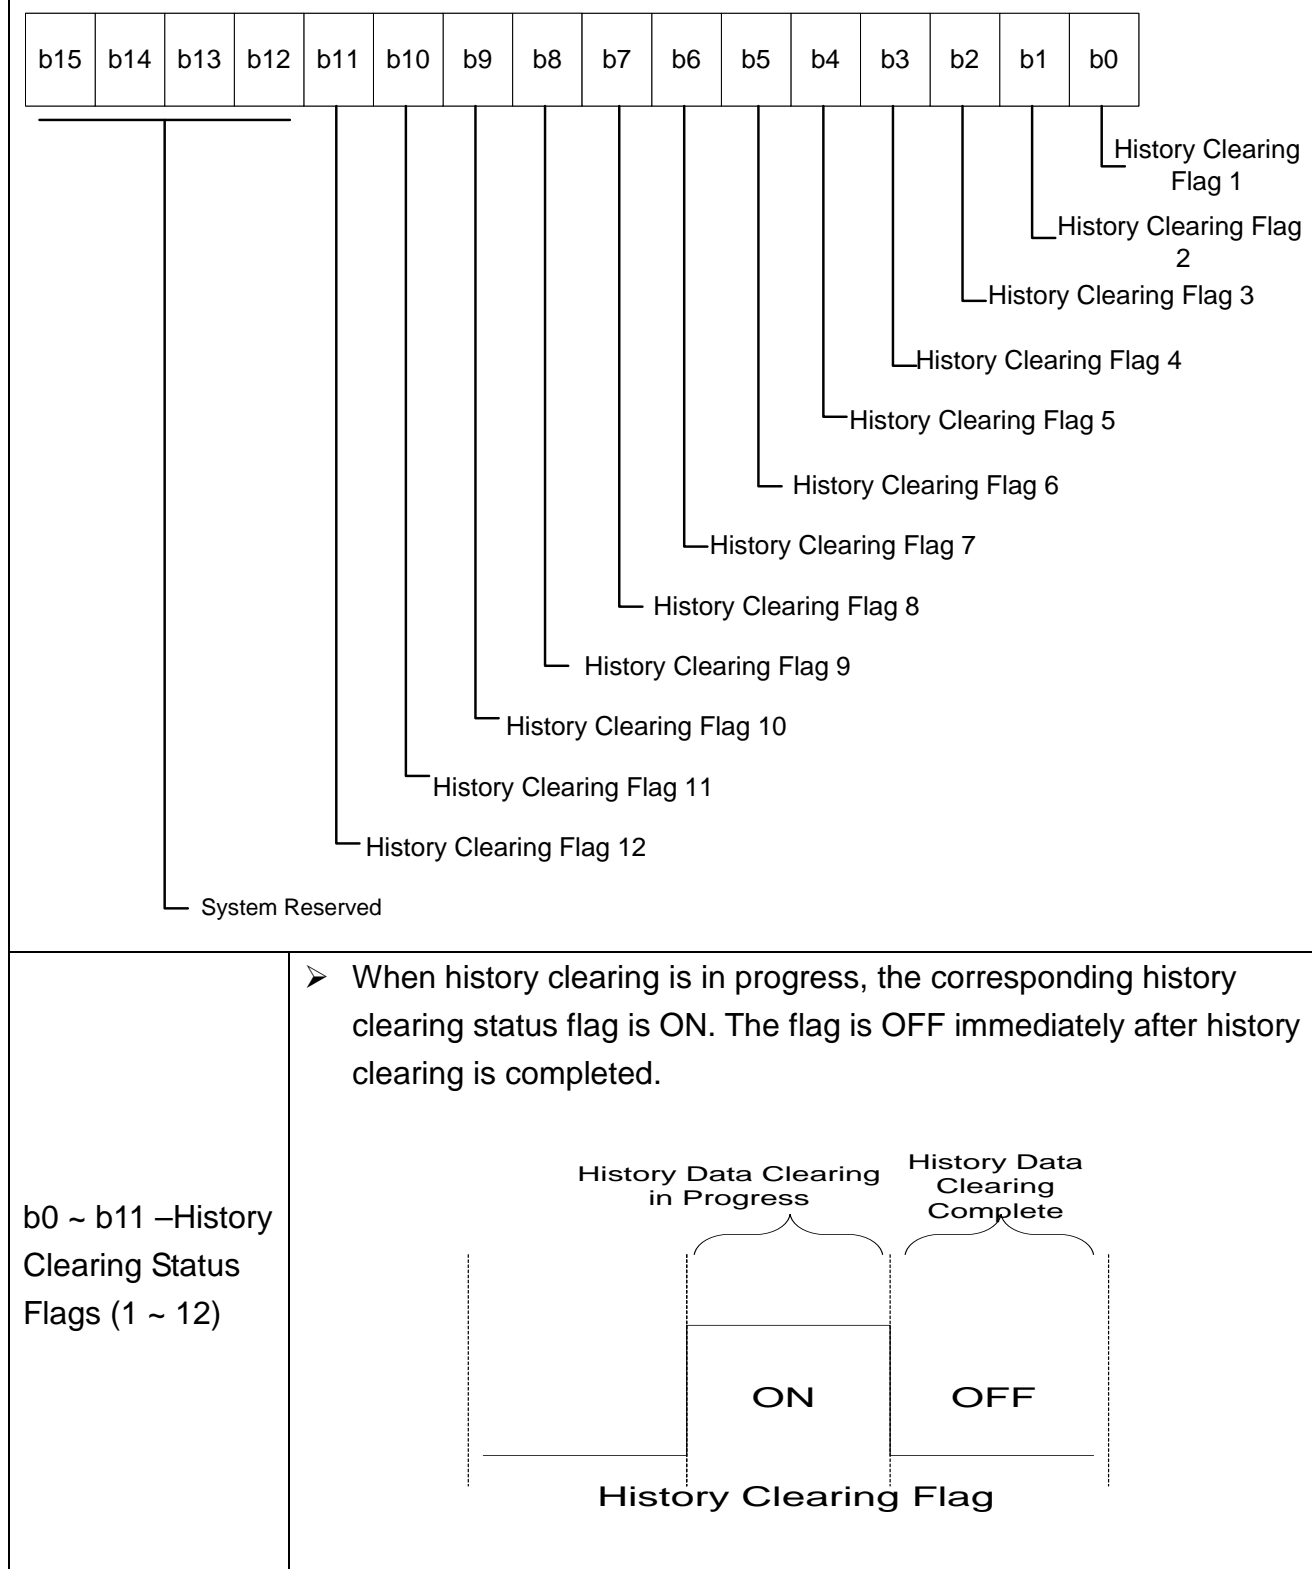 b15 b14 b13 b12 b11 b10 b9 b8 b7 b6 b5 b4 b3 b2 b1 b0
History Clearing
Flag 1
History Clearing Flag
2
History Clearing Flag 3
History Clearing Flag 4
History Clearing Flag 5
History Clearing Flag 6
History Clearing Flag 7
History Clearing Flag 8
History Clearing Flag 9
History Clearing Flag 10
History Clearing Flag 11
History Clearing Flag 12
System Reserved
b0 ~ b11 –History
Clearing Status
Flags (1 ~ 12)
➢ When history clearing is in progress, the corresponding history
clearing status flag is ON. The flag is OFF immediately after history
clearing is completed.
History Data Clearing
in Progress
History Data
Clearing
Complete
ON OFF
History Clearing Flag